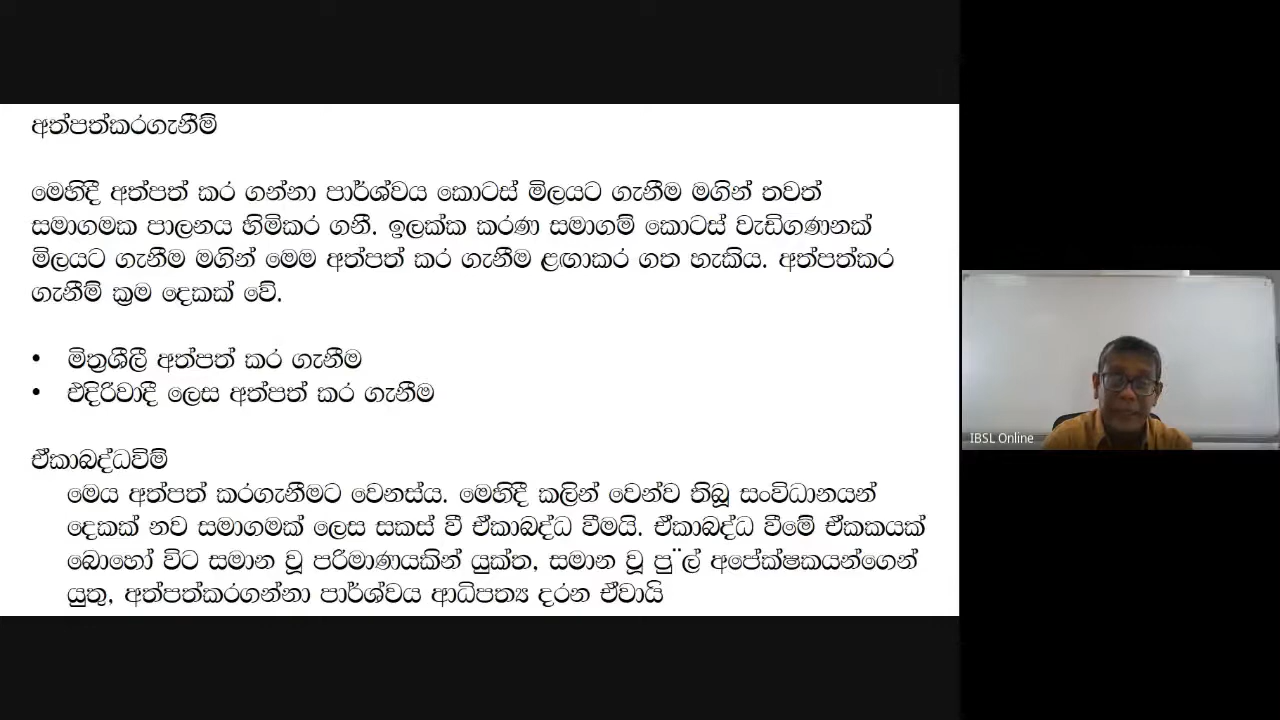 අත්පත්කරගැනීම්
මෙහිදී අත්පත් කර ගන්නා පාර්ශ්වය කොටස් මිලයට ගැනීම මගින් තවත්
සමාගමක පාලනය හිමිකර ගනී. ඉලක්ක කරණ සමාගම් කොටස් වැඩිගණනක්
මිලයට ගැනීම මගින් මෙම අත්පත් කර ගැනීම ළඟාකර ගත හැකිය. අත්පත්කර
ගැනීම් ක්‍රම දෙකක් වේ.
• මිත්‍රශීලී අත්පත් කර ගැනීම
• එදිරිවාදී ලෙස අත්පත් කර ගැනීම
ඒකාබද්ධවිම්
මෙය අත්පත් කරගැනීමට වෙනස්ය. මෙහිදී කලින් වෙන්ව තිබූ සංවිධානයන්
දෙකක් නව සමාගමක් ලෙස සකස් වී ඒකාබද්ධ වීමයි. ඒකාබද්ධ වීමේ ඒකකයක්
බොහෝ විට සමාන වූ පරිමාණයකින් යුක්ත, සමාන වූ පු¨ල් අපේක්ෂකයන්ගෙන්
යුතු, අත්පත්කරගන්නා පාර්ශ්වය ආධිපත්‍ය දරන ඒවායි
IBSL Online